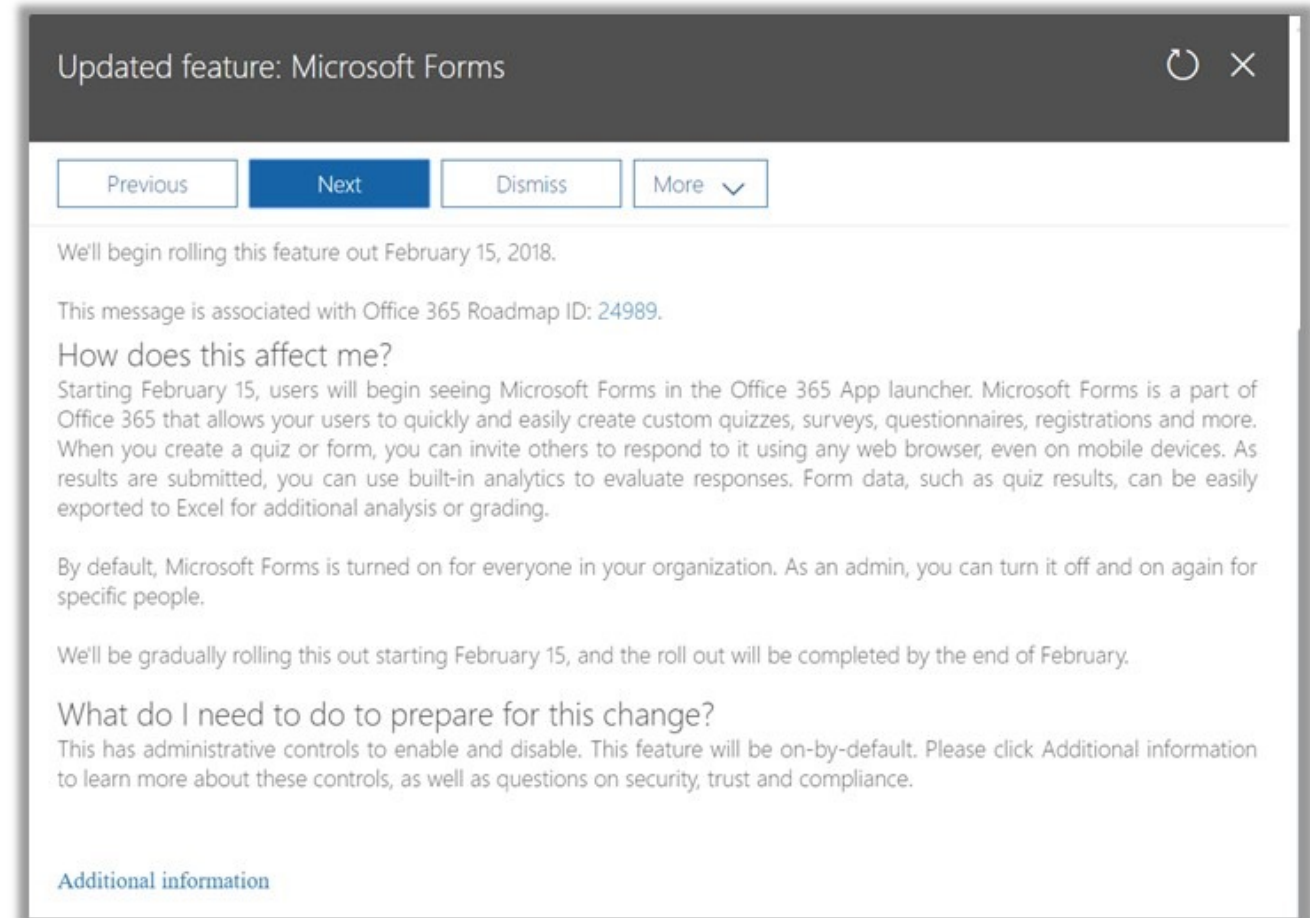 Updated feature: Microsoft Forms
Previous
Next
Dismiss
More
We'll begin rolling this feature out February 15, 2018.
This message is associated with Office 365 Roadmap ID: 24989.
How does this affect me?
Starting February 15, users will begin seeing Microsoft Forms in the Office 365 App launcher. Microsoft Forms is a part of
Office 365 that allows your users to quickly and easily create custom quizzes, surveys, questionnaires, registrations and more.
When you create a quiz or form, you can invite others to respond to it using any web browser, even on mobile devices. As
results are submitted, you can use built-in analytics to evaluate responses. Form data, such as quiz results, can be easily
exported to Excel for additional analysis or grading.
By default, Microsoft Forms is turned on for everyone in your organization. As an admin, you can turn it off and on again for
specific people.
We'll be gradually rolling this out starting February 15, and the roll out will be completed by the end of February.
What do I need to do to prepare for this change?
This has administrative controls to enable and disable. This feature will be on-by-default. Please click Additional information
to learn more about these controls, as well as questions on security, trust and compliance.
Additional information